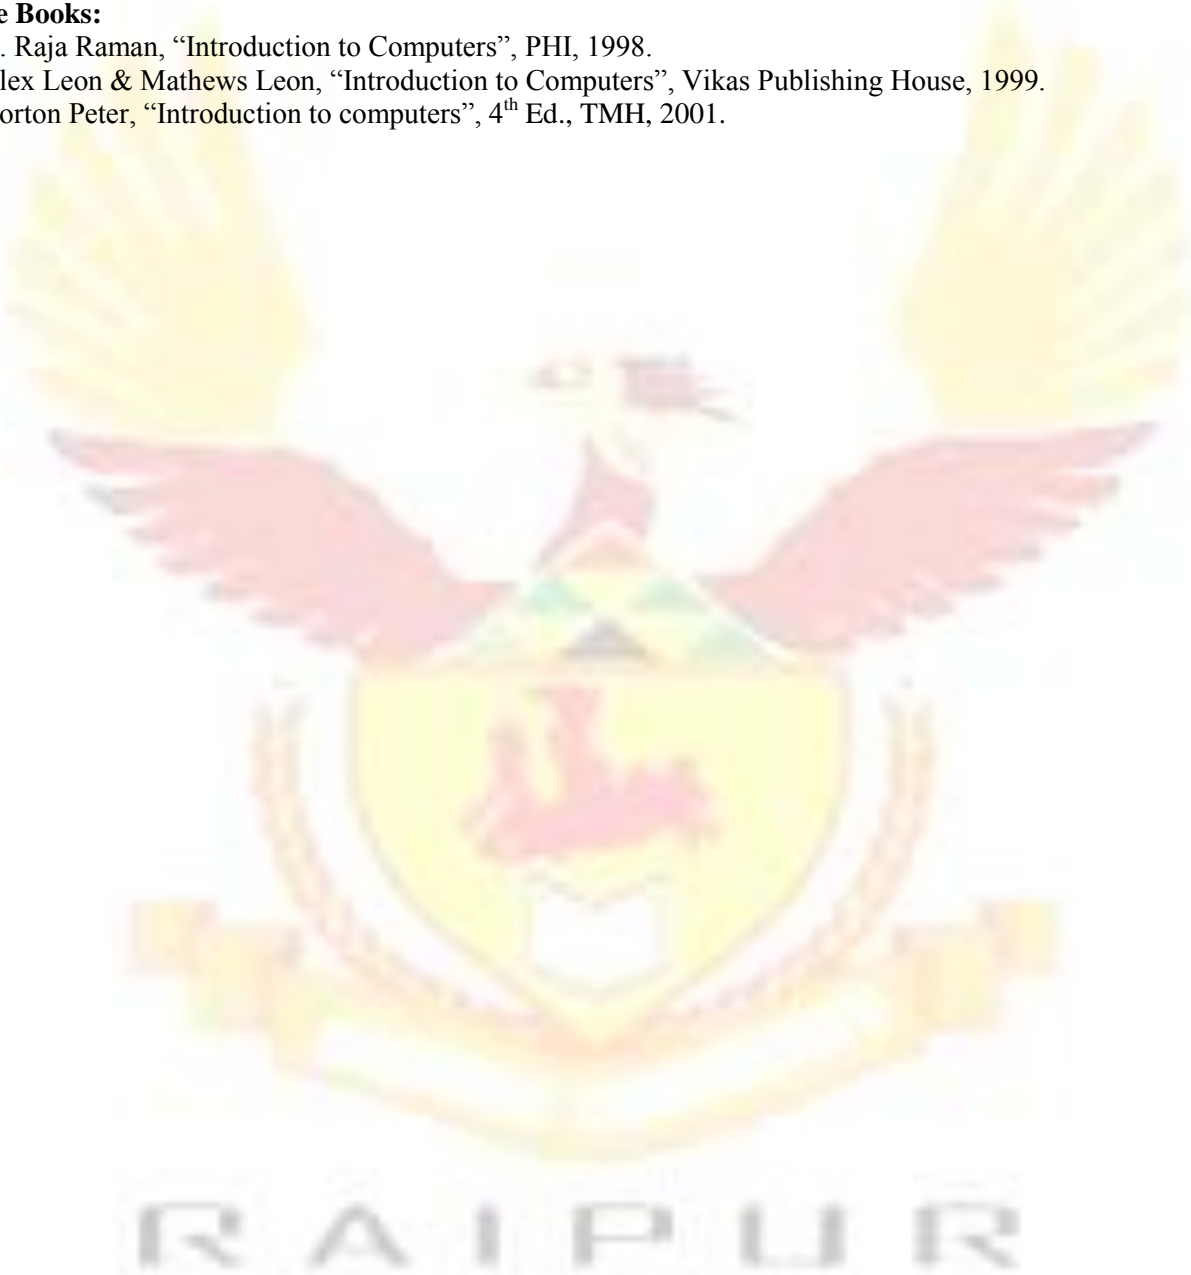 e Books:
. Raja Raman, “Introduction to Computers”, PHI, 1998.
lex Leon & Mathews Leon, “Introduction to Computers”, Vikas Publishing House, 1999.
orton Peter, “Introduction to computers”, 4th Ed., TMH, 2001.
RAIPUR